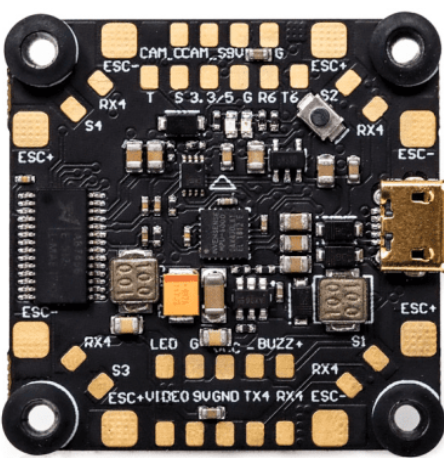 CAM_C CAM_S 9V G
ESC- ESC+
T S 3.3/5 G R6 T6 S2
RX4 RX4
S4
ESC+ ESC-
ESC- ESC+
LED G BUZZ+ S1
RX4 RX4
S3
ESC+ VIDEO 9V GND TX4 RX4 ESC-